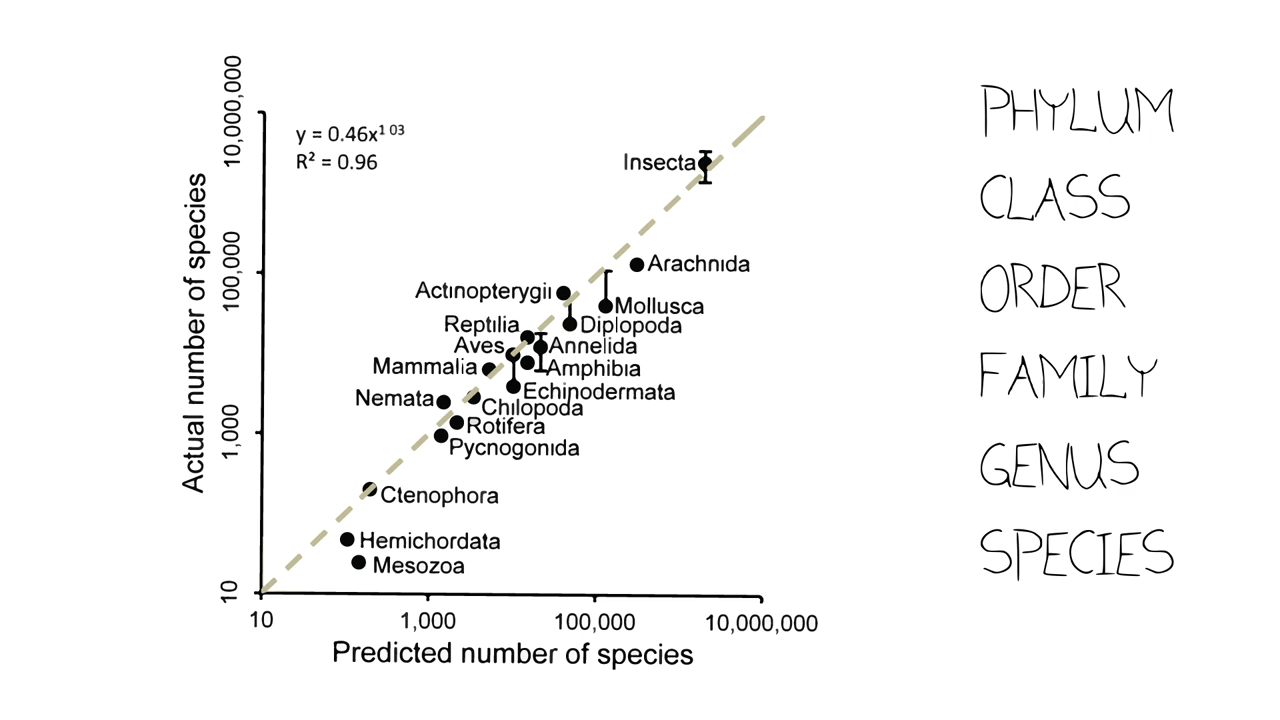 10,000,000
100,000
1,000
10
Actual number of species
y = 0.46x^1 03
R² = 0.96
Insecta
Arachnida
Actinopterygii
Mollusca
Reptilia
Diplopoda
Aves
Annelida
Mammalia
Amphibia
Echinodermata
Nemata
Chilopoda
Rotifera
Pycnogonida
Ctenophora
Hemichordata
Mesozoa
10
1,000
100,000
10,000,000
Predicted number of species
PHYLUM
CLASS
ORDER
FAMILY
GENUS
SPECIES